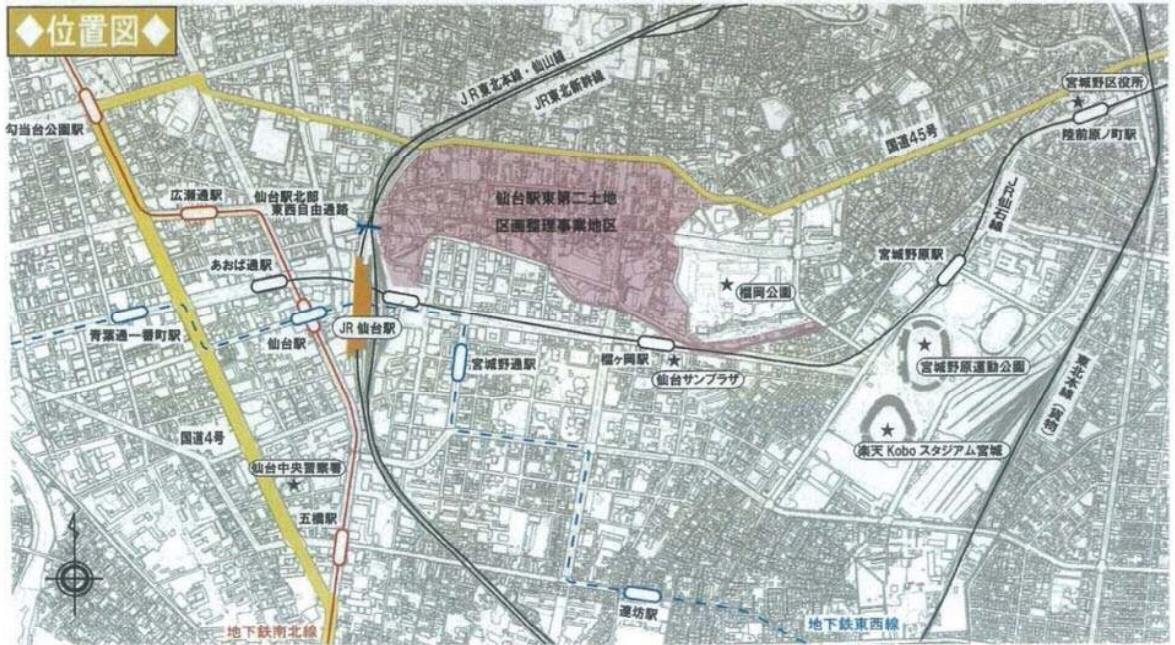 ◆位置図◆
JR東北本線・仙山線
JR東北新幹線
宮城野区役所
陸前原ノ町駅
国道45号
勾当台公園駅
広瀬通駅
仙台駅北部
東西自由通路
仙台駅東第二土地
区画整理事業地区
JR仙石線
あおば通駅
宮城野原駅
榴岡公園
青葉通一番町駅
仙台駅
JR 仙台駅
宮城野通駅
榴ヶ岡駅
仙台サンプラザ
宮城野原運動公園
東北本線(貨物)
国道4号
楽天 Kobo スタジアム宮城
仙台中央警察署
五橋駅
連坊駅
地下鉄南北線
地下鉄東西線